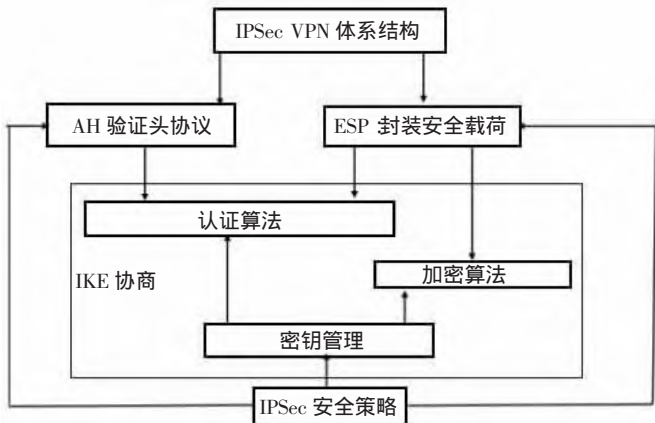 IPSec VPN 体系结构
AH 验证头协议
ESP 封装安全载荷
认证算法
IKE 协商
加密算法
密钥管理
IPSec 安全策略